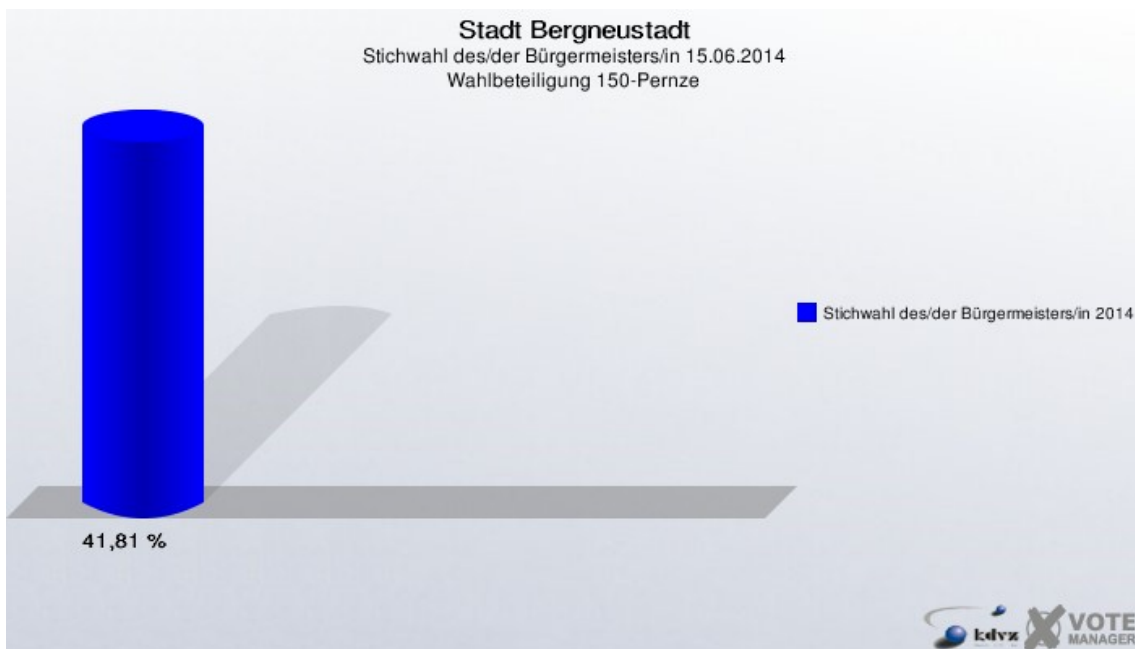 Stadt Bergneustadt
Stichwahl des/der Bürgermeisters/in 15.06.2014
Wahlbeteiligung 150-Pernze
Stichwahl des/der Bürgermeisters/in 2014
41,81 %
kdvz
VOTE
MANAGER